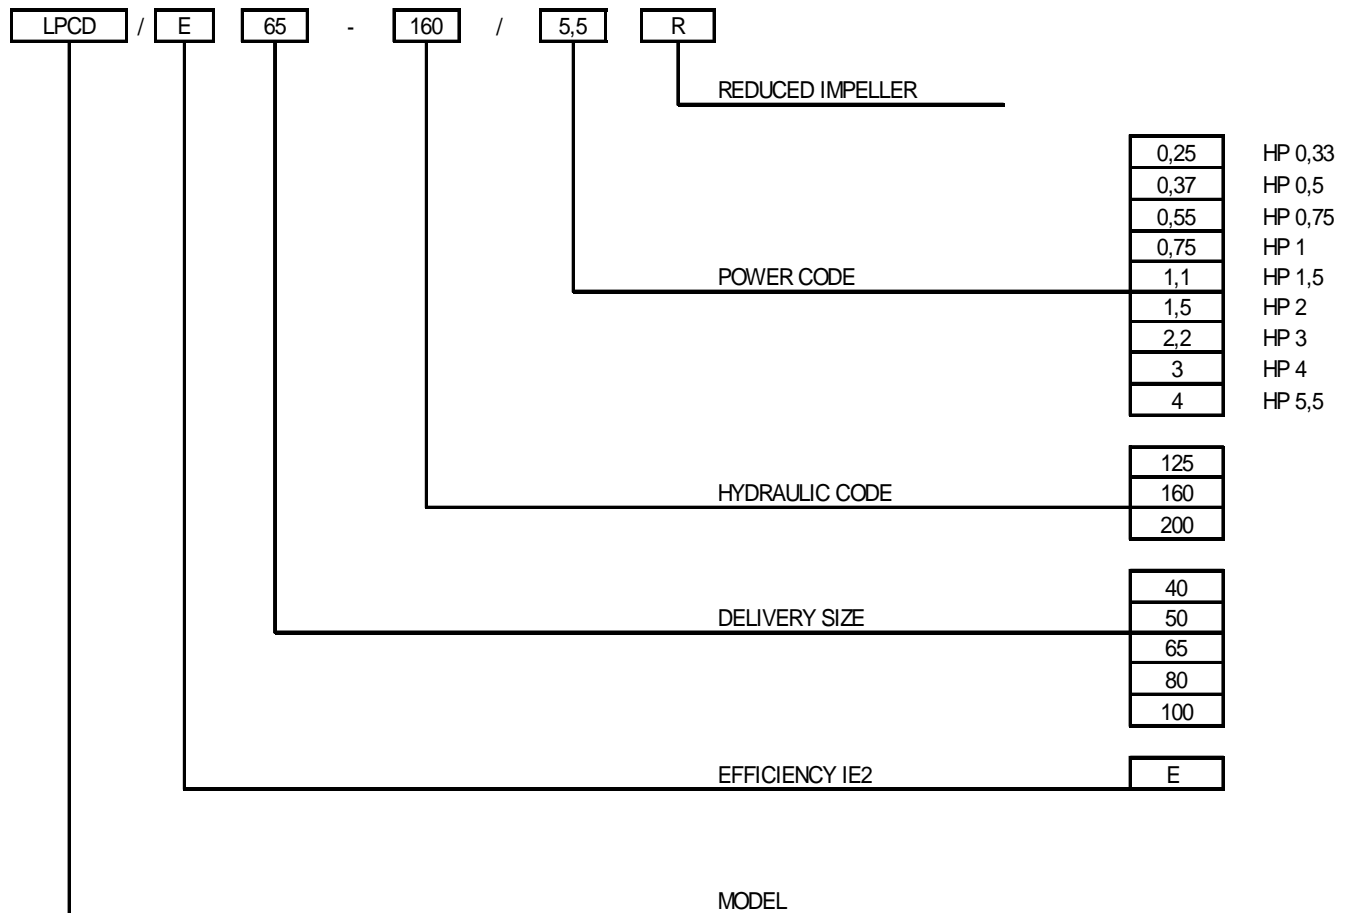 LPCD / E 65 - 160 / 5,5 R
REDUCED IMPELLER
0,25 HP 0,33
0,37 HP 0,5
0,55 HP 0,75
0,75 HP 1
POWER CODE 1,1 HP 1,5
1,5 HP 2
2,2 HP 3
3 HP 4
4 HP 5,5
125
HYDRAULIC CODE 160
200
40
DELIVERY SIZE 50
65
80
100
EFFICIENCY IE2 E
MODEL